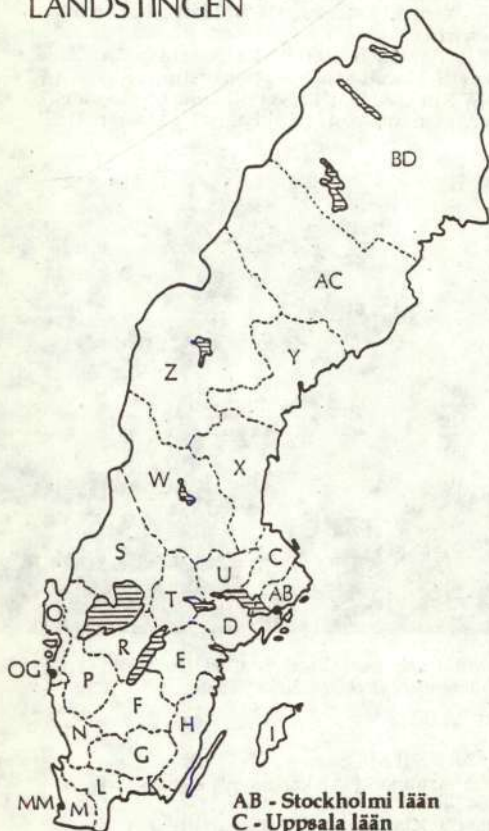 LANDSTINGEN
BD
AC
Y
Z
X
W
S
C
U
AB
T
O
D
R
E
OG
P
F
N
H
I
G
L
K
MM
M
AB - Stockholmi lään
C - Uppsala lään